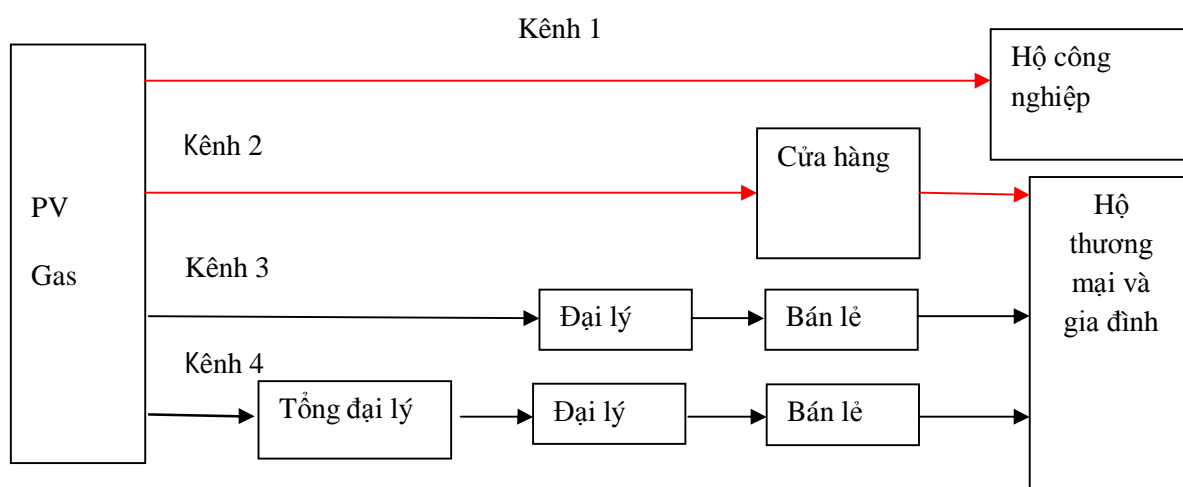 Kênh 1
Hộ công
nghiệp
Kênh 2
Cửa hàng
PV
Gas
Hộ
thương
mại và
gia đình
Kênh 3
Đại lý
Bán lẻ
Kênh 4
Tổng đại lý
Đại lý
Bán lẻ